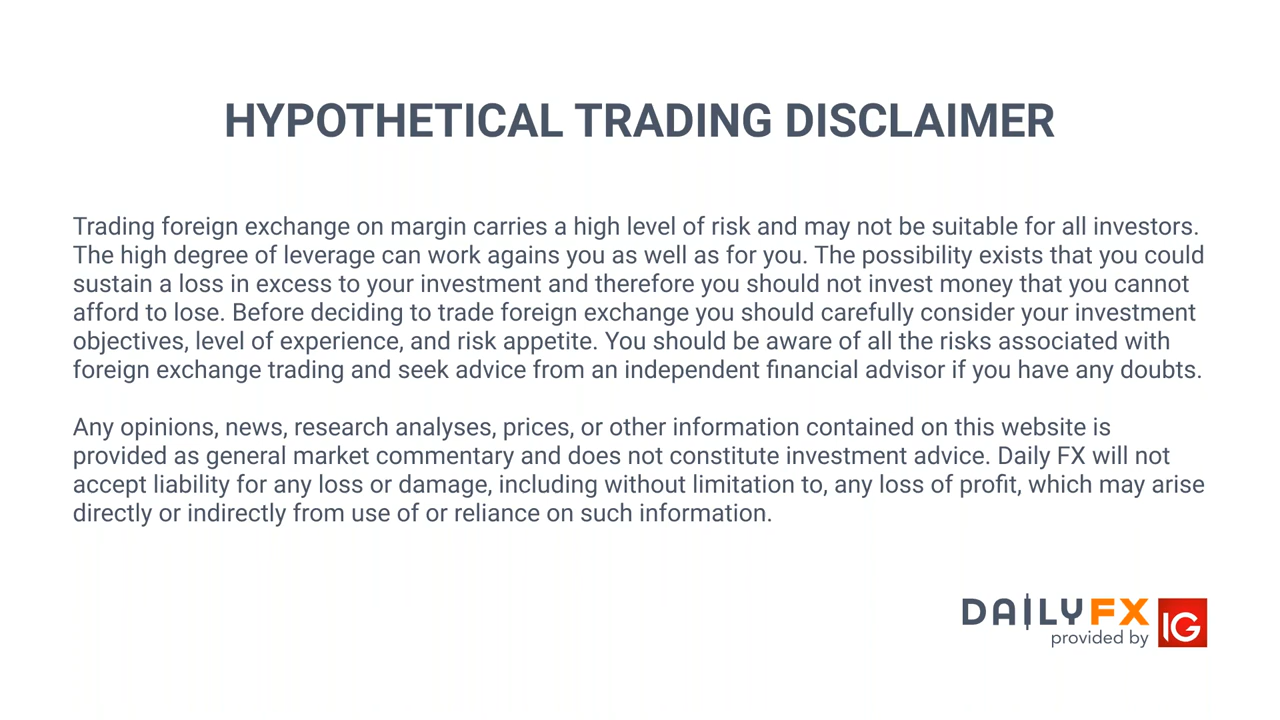 HYPOTHETICAL TRADING DISCLAIMER
Trading foreign exchange on margin carries a high level of risk and may not be suitable for all investors.
The high degree of leverage can work agains you as well as for you. The possibility exists that you could
sustain a loss in excess to your investment and therefore you should not invest money that you cannot
afford to lose. Before deciding to trade foreign exchange you should carefully consider your investment
objectives, level of experience, and risk appetite. You should be aware of all the risks associated with
foreign exchange trading and seek advice from an independent financial advisor if you have any doubts.
Any opinions, news, research analyses, prices, or other information contained on this website is
provided as general market commentary and does not constitute investment advice. Daily FX will not
accept liability for any loss or damage, including without limitation to, any loss of profit, which may arise
directly or indirectly from use of or reliance on such information.
DAILYFX
provided by IG